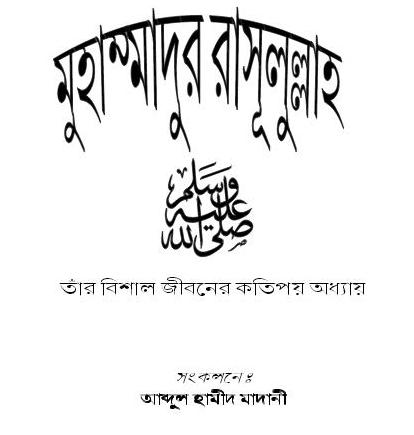 মুহাম্মাদুর রাসূলুল্লাহ
صلى الله عليه وسلم
তাঁর বিশাল জীবনের কতিপয় অধ্যায়
সংকলনে ঃ
আব্দুল হামীদ মাদানী